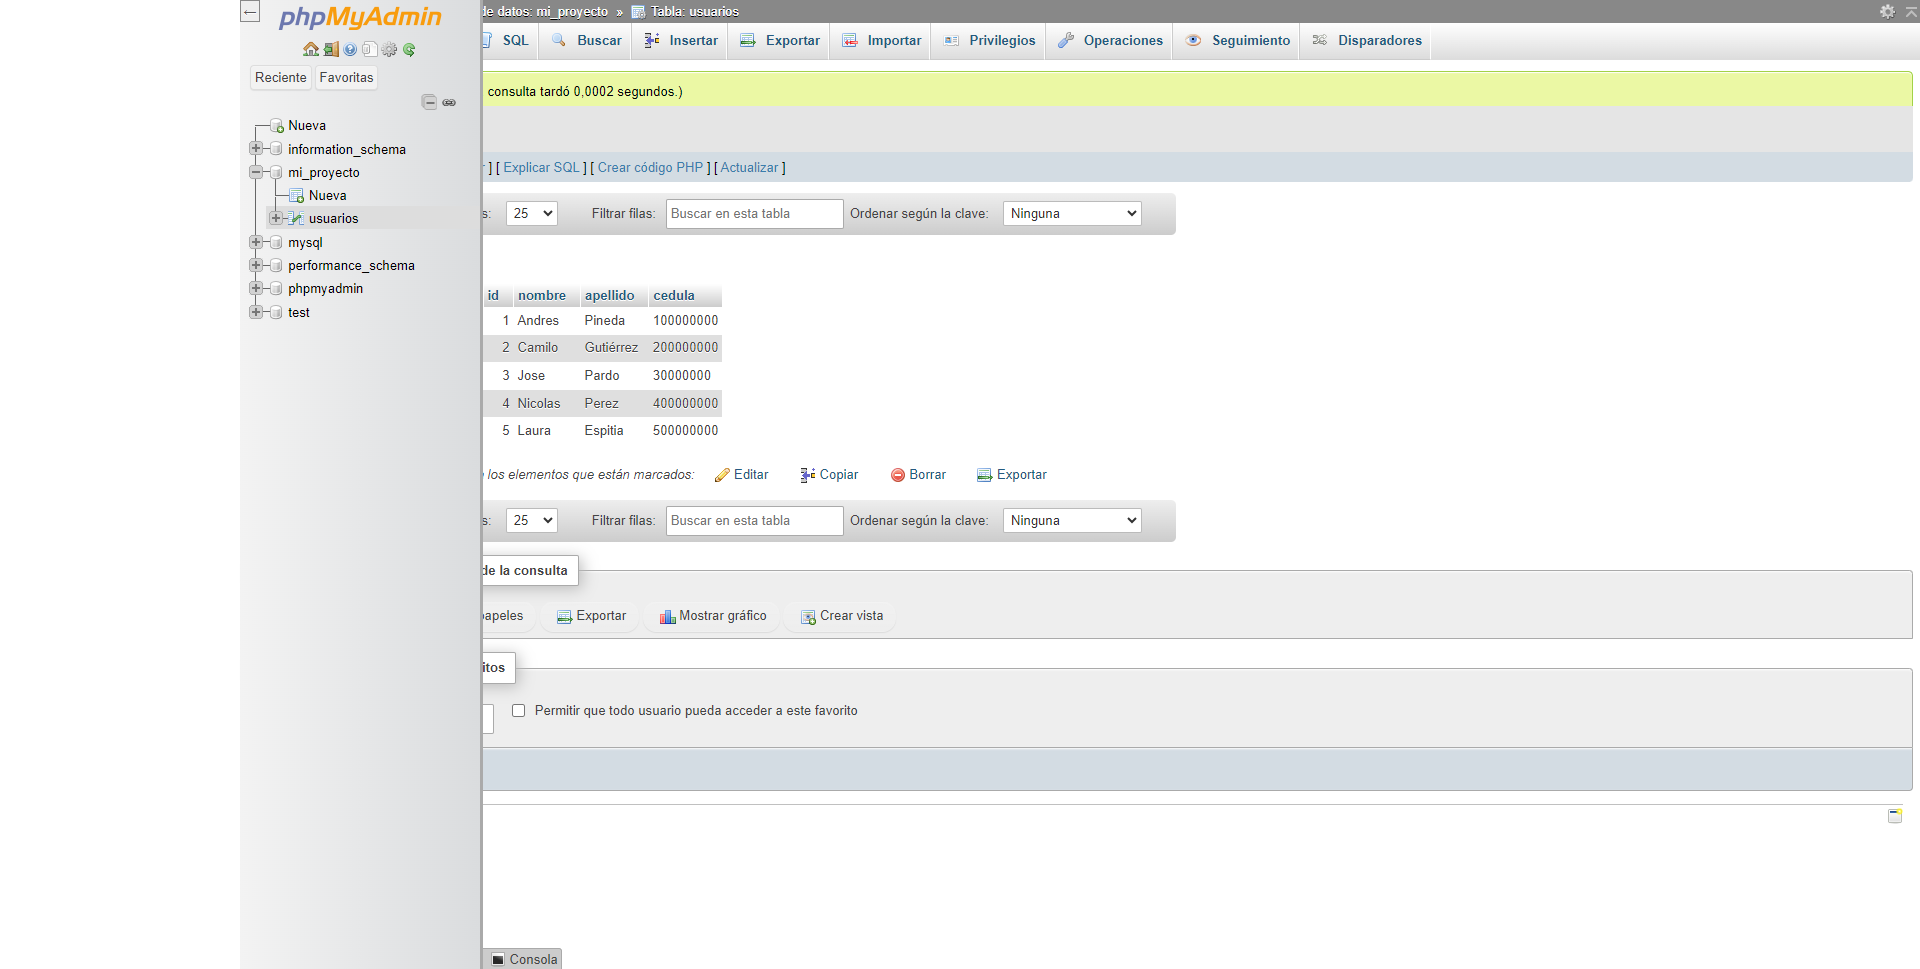 phpMyAdmin
de datos: mi_proyecto » Tabla: usuarios
SQL Buscar Insertar Exportar Importar Privilegios Operaciones Seguimiento Disparadores
Reciente Favoritas
consulta tardó 0,0002 segundos.)
Nueva
information_schema
mi_proyecto
Nueva
usuarios
mysql
performance_schema
phpmyadmin
test
r ] [ Explicar SQL ] [ Crear código PHP ] [ Actualizar ]
s: 25 Filtrar filas: Buscar en esta tabla Ordenar según la clave: Ninguna
id nombre apellido cedula
1 Andres Pineda 100000000
2 Camilo Gutiérrez 200000000
3 Jose Pardo 30000000
4 Nicolas Perez 400000000
5 Laura Espitia 500000000
los elementos que están marcados: Editar Copiar Borrar Exportar
s: 25 Filtrar filas: Buscar en esta tabla Ordenar según la clave: Ninguna
de la consulta
papeles Exportar Mostrar gráfico Crear vista
itos
Permitir que todo usuario pueda acceder a este favorito
Consola